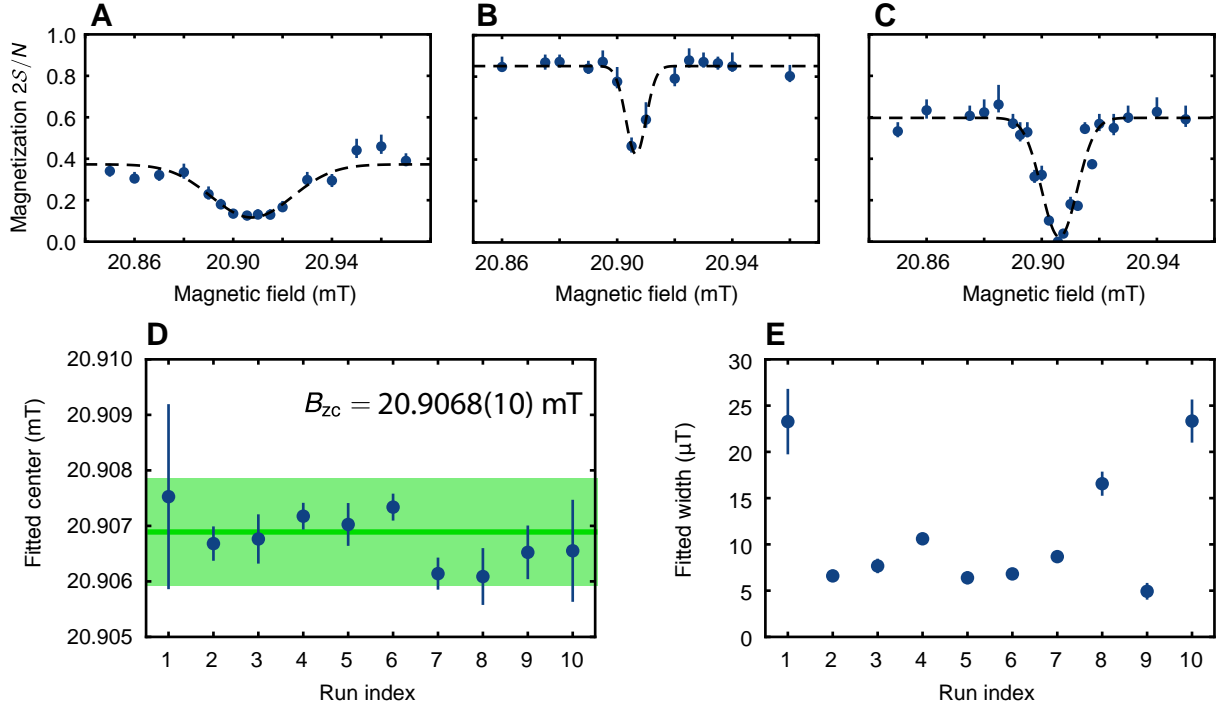 A
B
C
Magnetization 2S/N
1.0
0.8
0.6
0.4
0.2
0.0
20.86 20.90 20.94
20.86 20.90 20.94
20.86 20.90 20.94
Magnetic field (mT)
Magnetic field (mT)
Magnetic field (mT)
D
Fitted center (mT)
20.910
20.909
20.908
20.907
20.906
20.905
B_zc = 20.9068(10) mT
1 2 3 4 5 6 7 8 9 10
Run index
E
Fitted width (μT)
30
25
20
15
10
5
0
1 2 3 4 5 6 7 8 9 10
Run index